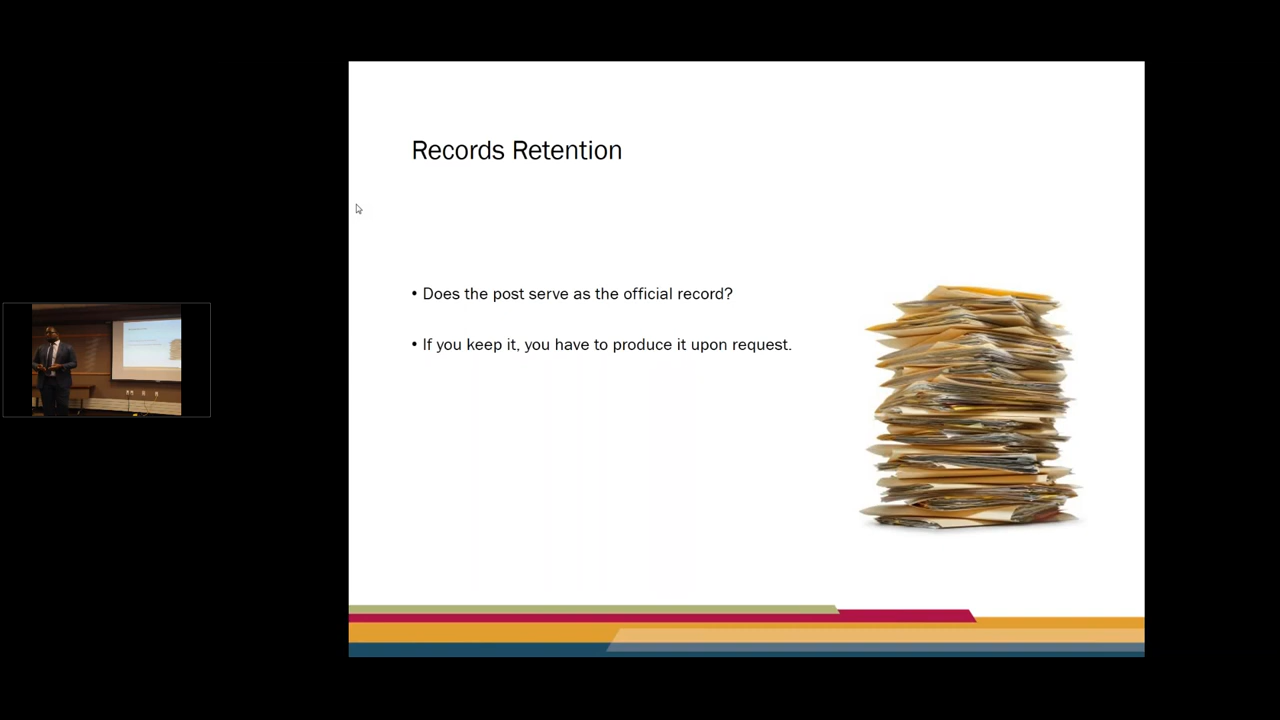 Records Retention
• Does the post serve as the official record?
• If you keep it, you have to produce it upon request.